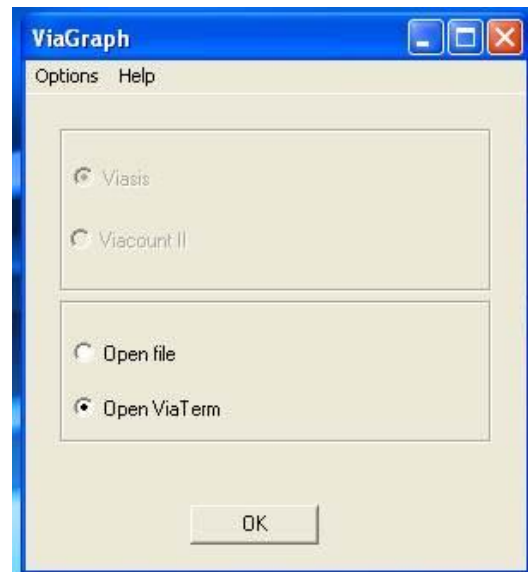 ViaGraph
Options Help
Viasis
Viacount II
Open file
Open ViaTerm
OK